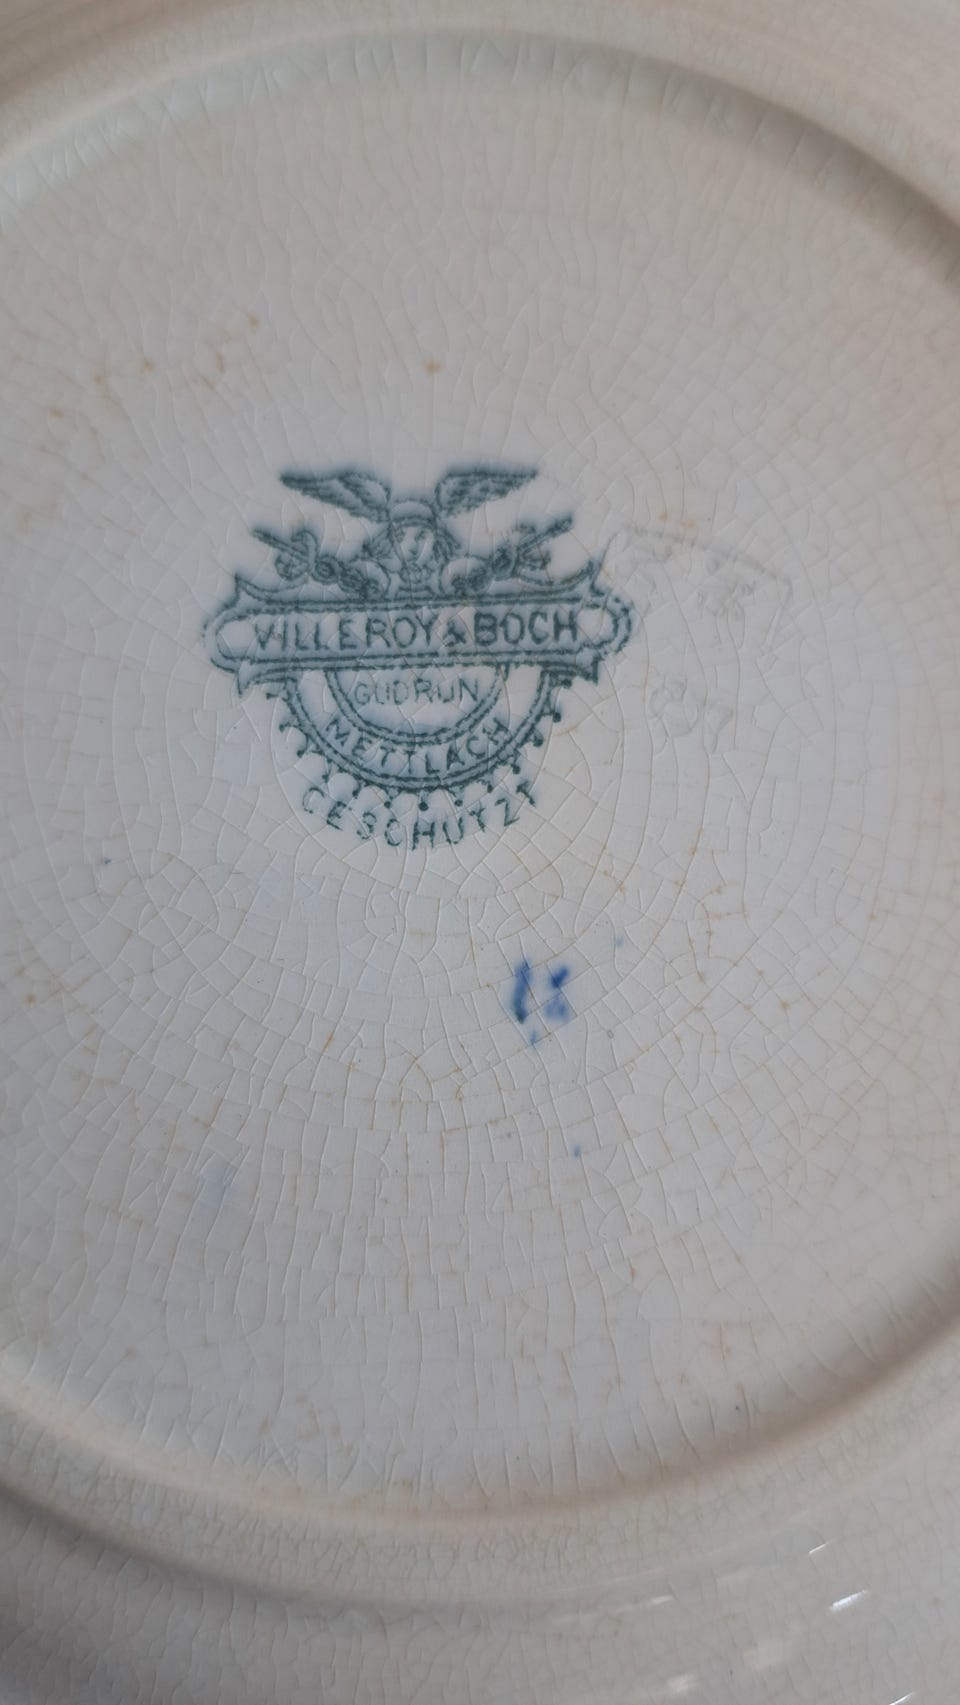 VILLEROY & BOCH
GUDRUN
METTLACH
GESCHÜTZT